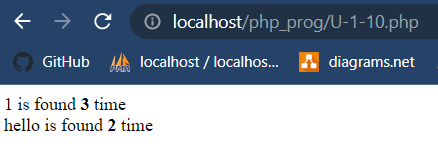 localhost/php_prog/U-1-10.php
GitHub localhost / localhos... diagrams.net
1 is found 3 time
hello is found 2 time